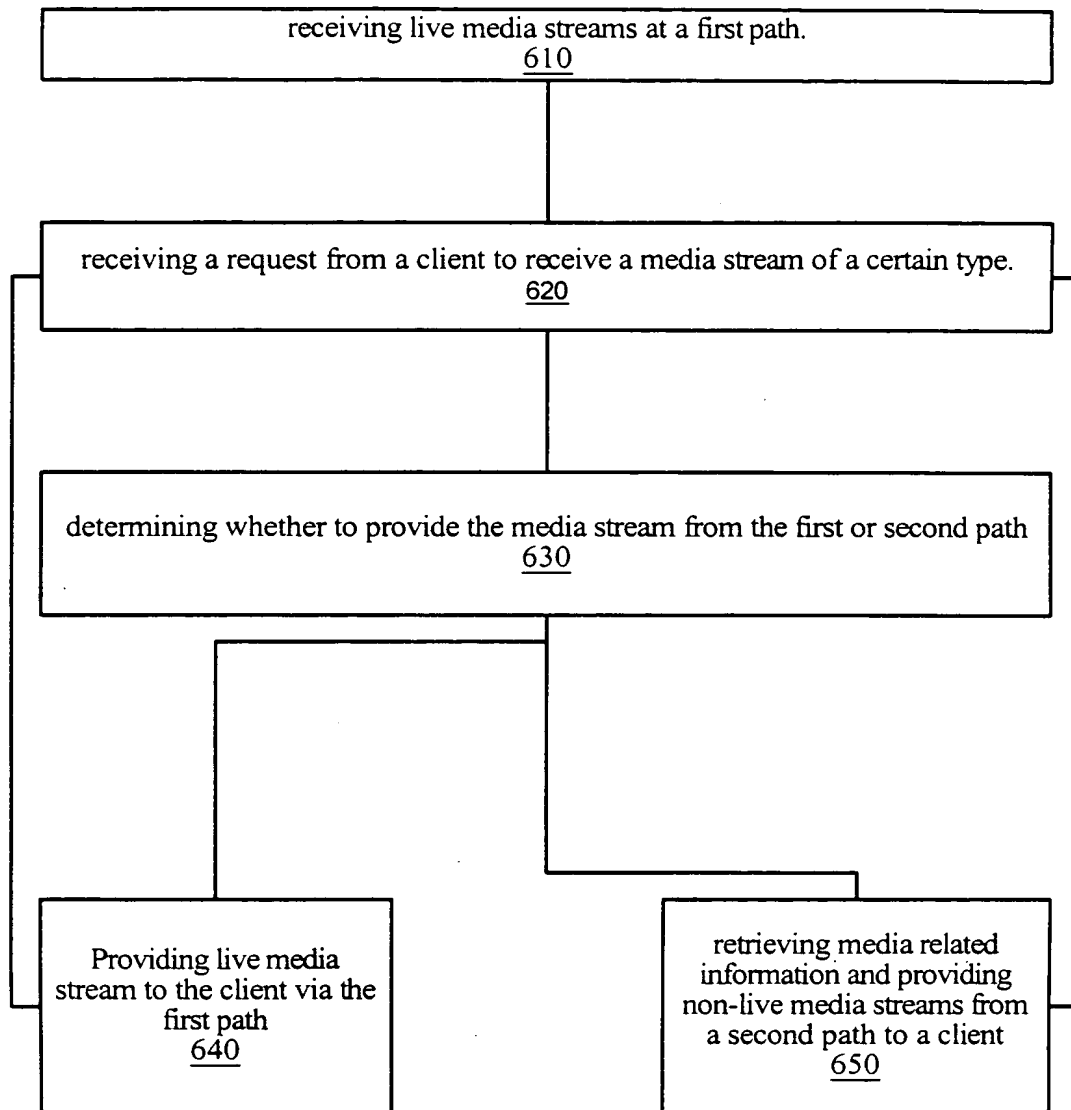 receiving live media streams at a first path.
610
receiving a request from a client to receive a media stream of a certain type.
620
determining whether to provide the media stream from the first or second path
630
Providing live media
stream to the client via the
first path
640
retrieving media related
information and providing
non-live media streams from
a second path to a client
650